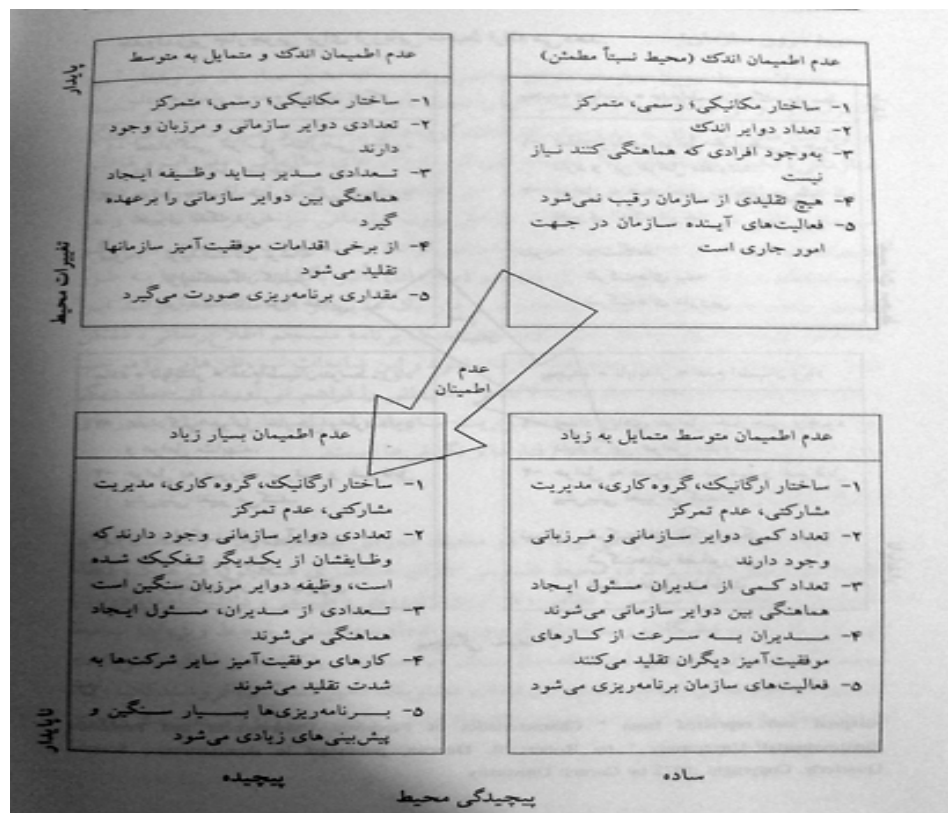 عدم اطمیمان اندک (محیط نسبتاً مطمئن)
۱- ساختار مکانیکی؛ رسمی، متمرکز
۲- تعداد دوایر اندک
۳- به‌وجود افرادی که هماهنگی کنند نیاز
نیست
۴- هیچ تقلیدی از سازمان رقیب نمی‌شود
۵- فعالیت‌های آینده سازمان در جهت
امور جاری است
عدم اطمیمان اندک و متمایل به متوسط
۱- ساختار مکانیکی؛ رسمی، متمرکز
۲- تعدادی دوایر سازمانی و مرزبان وجود
دارند
۳- تعدادی مدیر باید وظیفه ایجاد
هماهنگی بین دوایر سازمانی را برعهده
گیرد
۴- از برخی اقدامات موفقیت‌آمیز سازمانها
تقلید می‌شود
۵- مقداری برنامه‌ریزی صورت می‌گیرد
پایدار
تغییرات محیط
ناپایدار
عدم
اطمینان
عدم اطمیمان متوسط متمایل به زیاد
۱- ساختار ارگانیک، گروه کاری، مدیریت
مشارکتی، عدم تمرکز
۲- تعداد کمی دوایر سازمانی و مرزبانی
وجود دارند
۳- تعداد کمی از مدیران مسئول ایجاد
هماهنگی بین دوایر سازمانی می‌شوند
۴- مدیران به سرعت از کارهای
موفقیت‌آمیز دیگران تقلید می‌کنند
۵- فعالیت‌های سازمان برنامه‌ریزی می‌شود
عدم اطمیمان بسیار زیاد
۱- ساختار ارگانیک، گروه کاری، مدیریت
مشارکتی، عدم تمرکز
۲- تعدادی دوایر سازمانی وجود دارند که
وظایفشان از یکدیگر تفکیک شده
است، وظیفه دوایر مرزبان سنگین است
۳- تعدادی از مدیران، مسئول ایجاد
هماهنگی می‌شوند
۴- کارهای موفقیت‌آمیز سایر شرکت‌ها به
شدت تقلید می‌شوند
۵- برنامه‌ریزی‌ها بسیار سنگین و
پیش‌بینی‌های زیادی می‌شود
ساده
پیچیده
پیچیدگی محیط